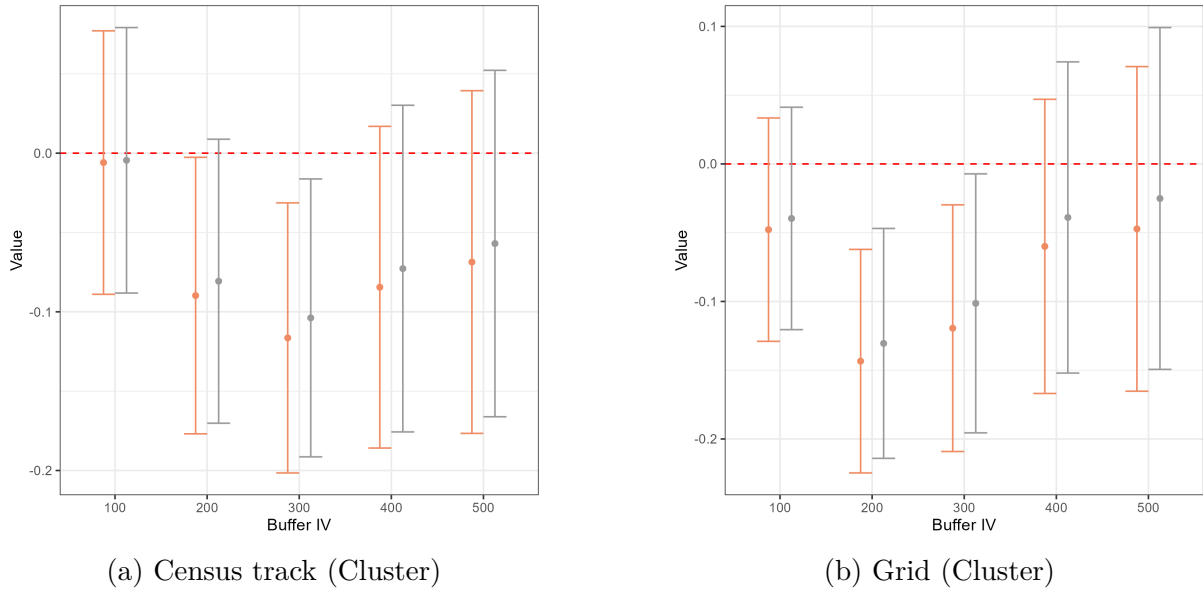 0.0
-0.1
-0.2
Value
100 200 300 400 500
Buffer IV
(a) Census track (Cluster)
0.1
0.0
-0.1
-0.2
Value
100 200 300 400 500
Buffer IV
(b) Grid (Cluster)